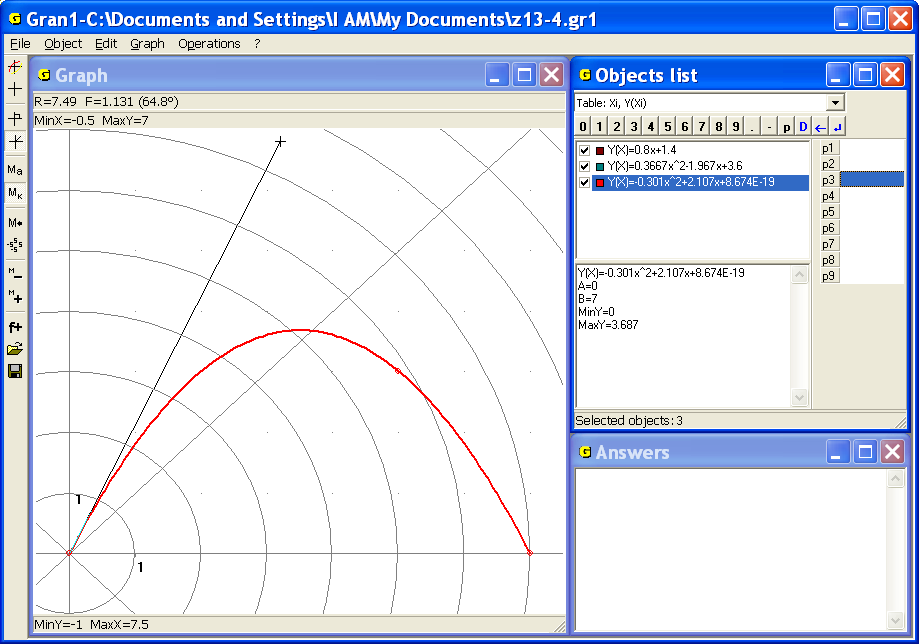 Gran1-C:\Documents and Settings\I AM\My Documents\z13-4.gr1
File Object Edit Graph Operations ?
Graph
R=7.49 F=1.131 (64.8°)
MinX=-0.5 MaxY=7
1
1
MinY=-1 MaxX=7.5
Ma
Mк
M
M
M
f+
Objects list
Table: Xi, Y(Xi)
0 1 2 3 4 5 6 7 8 9 . - p D ← ↲
Y(X)=0.8x+1.4
Y(X)=0.3667x^2-1.967x+3.6
Y(X)=-0.301x^2+2.107x+8.674E-19
p1
p2
p3
p4
p5
p6
p7
p8
p9
Y(X)=-0.301x^2+2.107x+8.674E-19
A=0
B=7
MinY=0
MaxY=3.687
Selected objects: 3
Answers